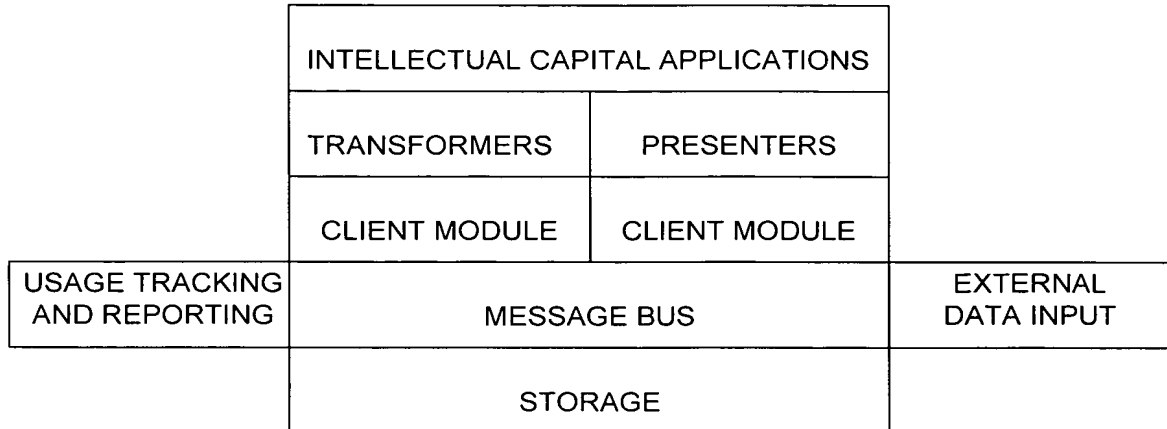 INTELLECTUAL CAPITAL APPLICATIONS
TRANSFORMERS
PRESENTERS
CLIENT MODULE
CLIENT MODULE
USAGE TRACKING
AND REPORTING
MESSAGE BUS
EXTERNAL
DATA INPUT
STORAGE